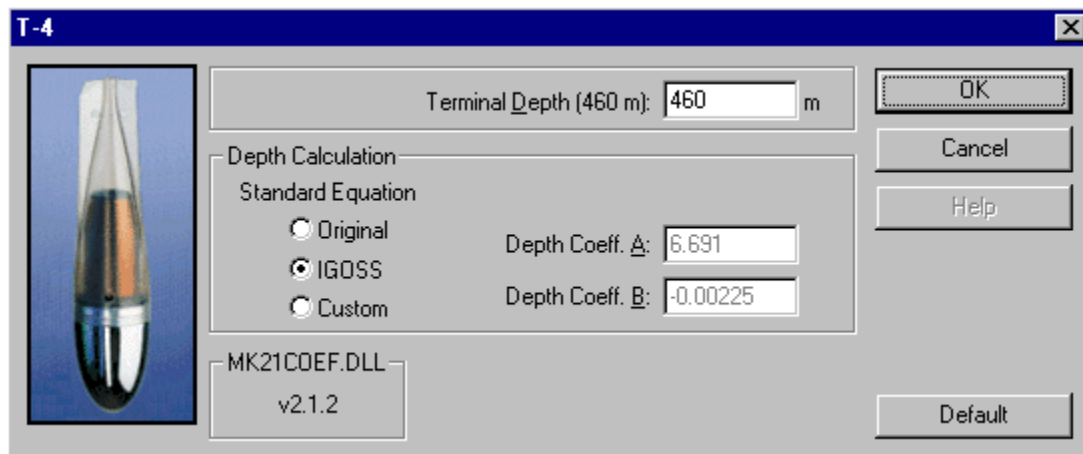 T-4
Terminal Depth (460 m): 460 m
Depth Calculation
Standard Equation
Original
IGOSS
Custom
Depth Coeff. A: 6.691
Depth Coeff. B: -0.00225
MK21COEF.DLL
v2.1.2
OK
Cancel
Help
Default